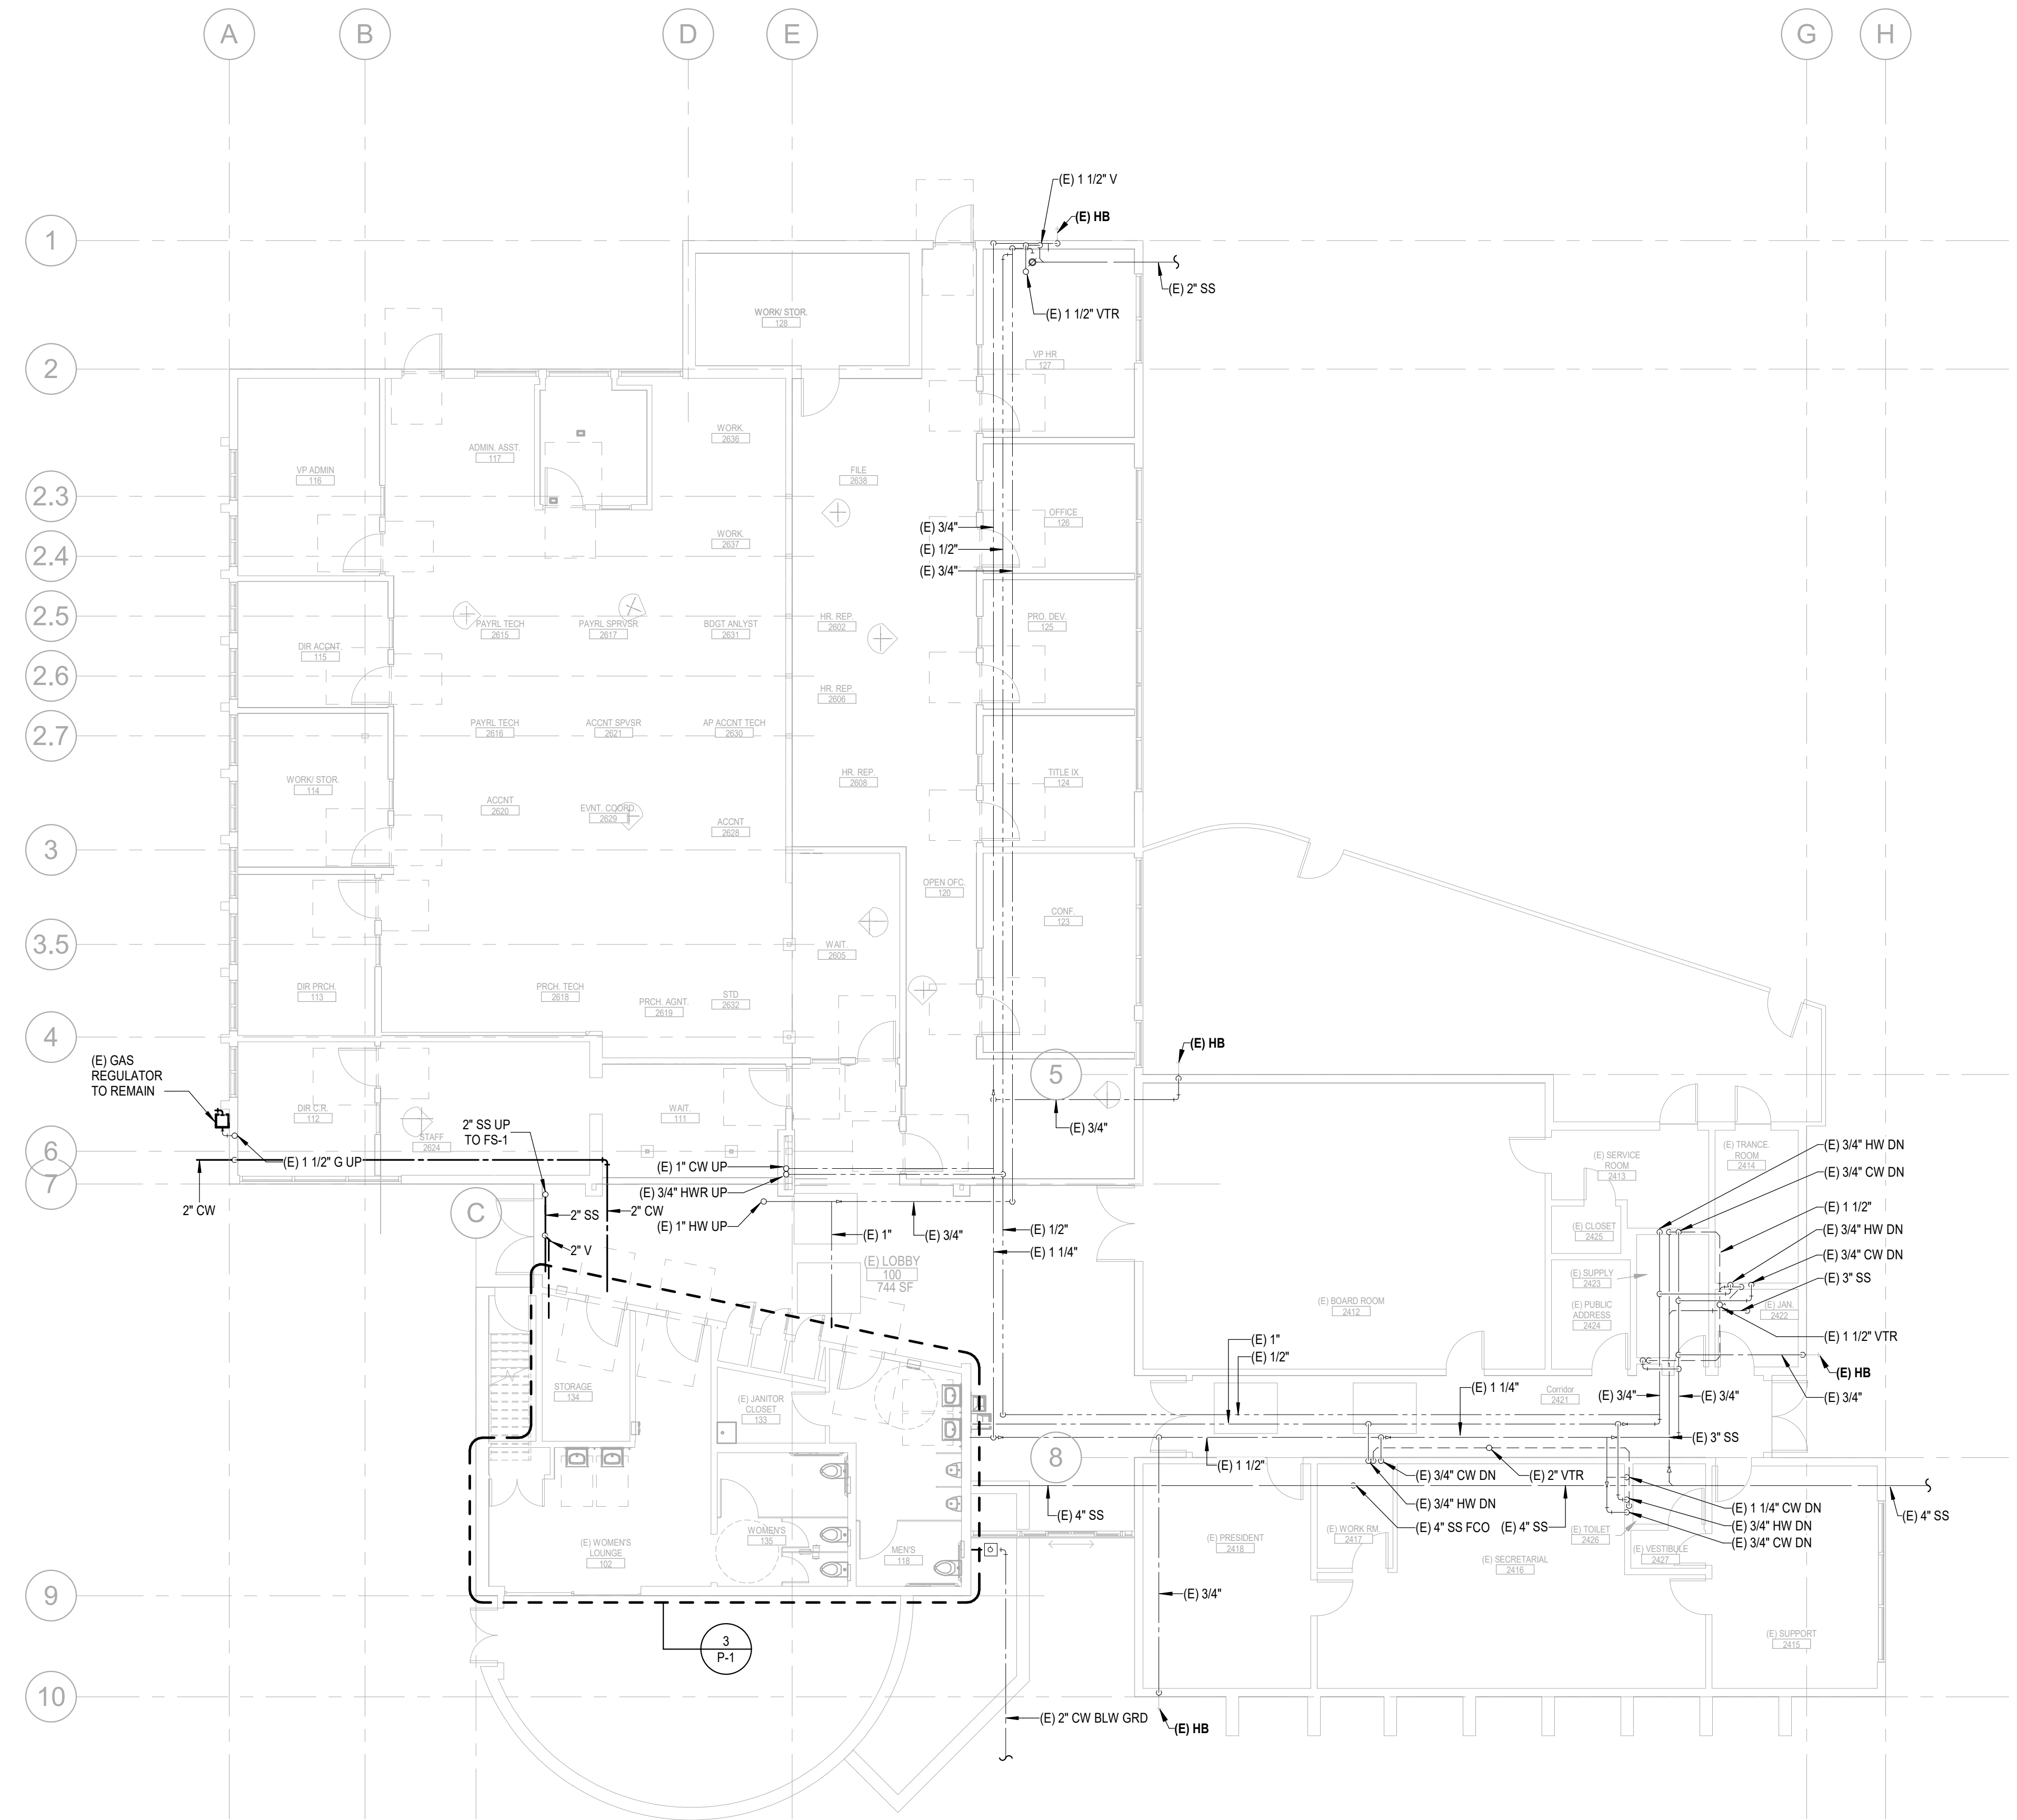 A
B
D
E
G
H
(E) 1 1/2" V
(E) HB
1
(E) 2" SS
(E) 1 1/2" VTR
WORK/ STOR.
128
VP HR
127
2
WORK.
2636
ADMIN. ASST.
117
VP ADMIN
116
FILE
2638
2.3
OFFICE
126
(E) 3/4"
WORK.
2637
(E) 1/2"
2.4
(E) 3/4"
2.5
PAYRL TECH
2615
PAYRL SPRVSR
2617
BDGT ANLYST
2631
HR. REP.
2602
PRO. DEV.
125
DIR ACCNT.
115
2.6
HR. REP.
2606
2.7
PAYRL TECH
2616
ACCNT SPVSR
2621
AP ACCNT TECH
2630
WORK/ STOR.
114
HR. REP.
2608
TITLE IX
124
ACCNT
2620
EVNT. COORD.
2629
ACCNT
2628
3
OPEN OFC.
120
CONF.
123
3.5
WAIT.
2605
DIR PRCH.
113
PRCH. TECH
2618
PRCH. AGNT.
2619
STD
2632
4
(E) HB
(E) GAS
REGULATOR
TO REMAIN
5
DIR C.R.
112
STAFF
2624
WAIT.
111
2" SS UP
TO FS-1
(E) 3/4"
6
7
(E) 1 1/2" G UP
(E) 1" CW UP
(E) 3/4" HWR UP
(E) 1" HW UP
2" CW
C
2" SS
2" CW
2" V
(E) 1"
(E) 3/4"
(E) 1/2"
(E) 1 1/4"
(E) LOBBY
100
744 SF
(E) SERVICE
ROOM
2413
(E) TRANCE.
ROOM
2414
(E) 3/4" HW DN
(E) 3/4" CW DN
(E) 1 1/2"
(E) 3/4" HW DN
(E) 3/4" CW DN
(E) 3" SS
(E) CLOSET
2425
(E) SUPPLY
2423
(E) PUBLIC
ADDRESS
2424
(E) JAN.
2422
(E) BOARD ROOM
2412
(E) 1 1/2" VTR
(E) 1"
(E) 1/2"
(E) HB
(E) 3/4"
(E) 3/4"
(E) 3/4"
(E) 1 1/4"
Corridor
2421
STORAGE
134
(E) JANITOR
CLOSET
133
(E) 3" SS
8
(E) 1 1/2"
(E) 3/4" CW DN
(E) 2" VTR
(E) 3/4" HW DN
(E) 4" SS
(E) 4" SS FCO
(E) 4" SS
(E) 1 1/4" CW DN
(E) 3/4" HW DN
(E) 3/4" CW DN
(E) 4" SS
(E) PRESIDENT
2418
(E) WORK RM.
2417
(E) TOILET
2426
(E) VESTIBULE
2427
(E) SECRETARIAL
2416
(E) WOMEN'S
LOUNGE
102
WOMEN'S
135
MEN'S
118
9
(E) 3/4"
3
P-1
(E) SUPPORT
2415
10
(E) 2" CW BLW GRD
(E) HB